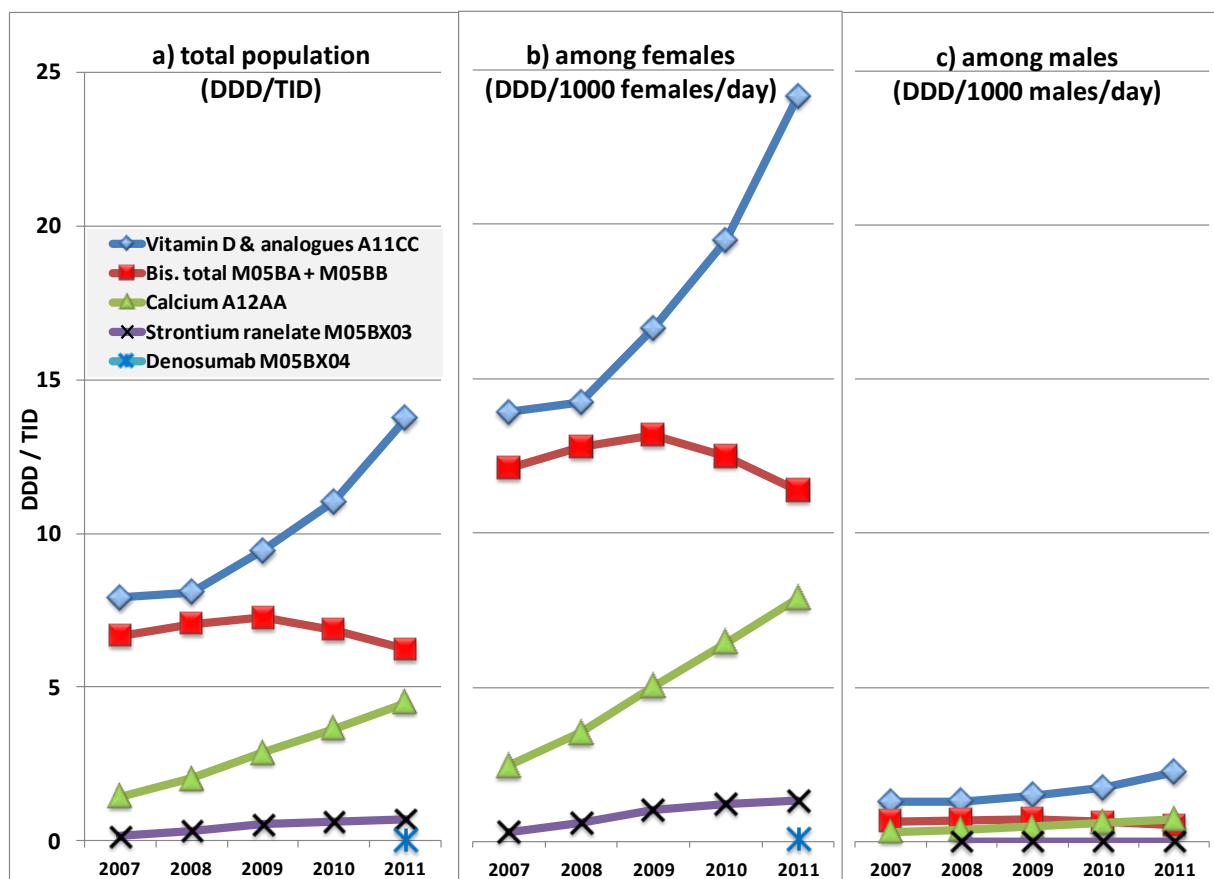 a) total population
(DDD/TID)
b) among females
(DDD/1000 females/day)
c) among males
(DDD/1000 males/day)
25
20
15
10
5
0
DDD / TID
Vitamin D & analogues A11CC
Bis. total M05BA + M05BB
Calcium A12AA
Strontium ranelate M05BX03
Denosumab M05BX04
2007 2008 2009 2010 2011
2007 2008 2009 2010 2011
2007 2008 2009 2010 2011